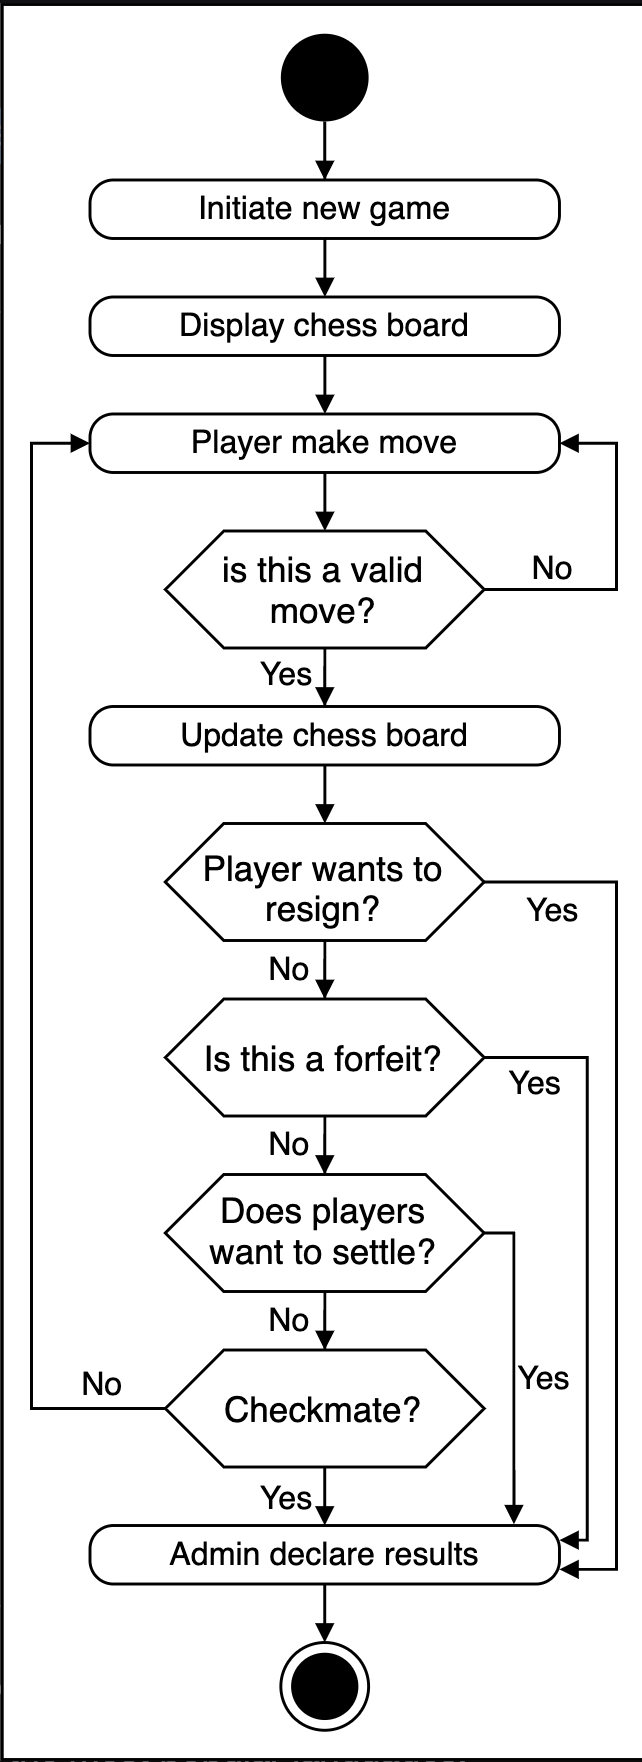 Initiate new game
Display chess board
Player make move
is this a valid
move?
No
Yes
Update chess board
Player wants to
resign?
Yes
No
Is this a forfeit?
Yes
No
Does players
want to settle?
No
Yes
No
Checkmate?
Yes
Admin declare results